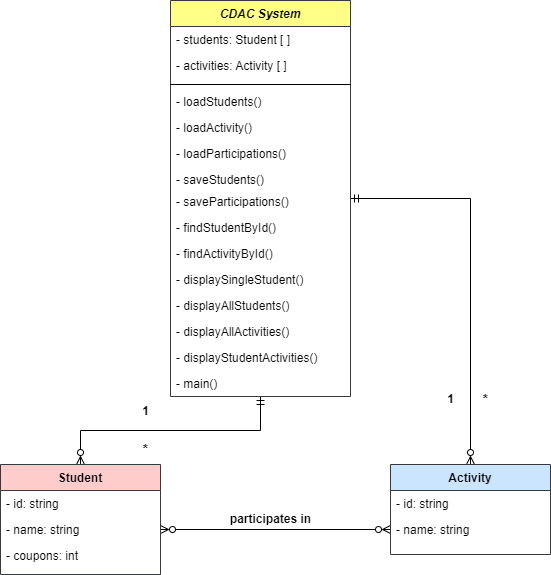 CDAC System
- students: Student [ ]
- activities: Activity [ ]
- loadStudents()
- loadActivity()
- loadParticipations()
- saveStudents()
- saveParticipations()
- findStudentById()
- findActivityById()
- displaySingleStudent()
- displayAllStudents()
- displayAllActivities()
- displayStudentActivities()
- main()
1
*
1
*
Student
- id: string
- name: string
- coupons: int
participates in
Activity
- id: string
- name: string